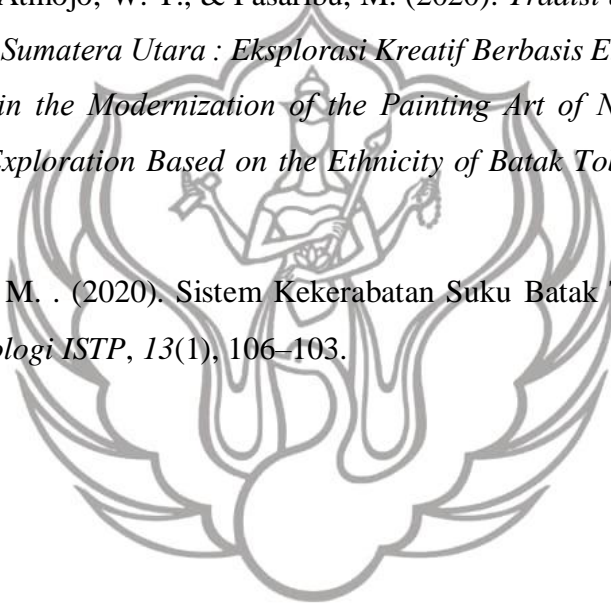 Atmojo, W. T., & Pasaribu, M. (2020). Tradisi
Sumatera Utara : Eksplorasi Kreatif Berbasis E
in the Modernization of the Painting Art of N
Exploration Based on the Ethnicity of Batak Tob
M. . (2020). Sistem Kekerabatan Suku Batak T
ologi ISTP, 13(1), 106–103.